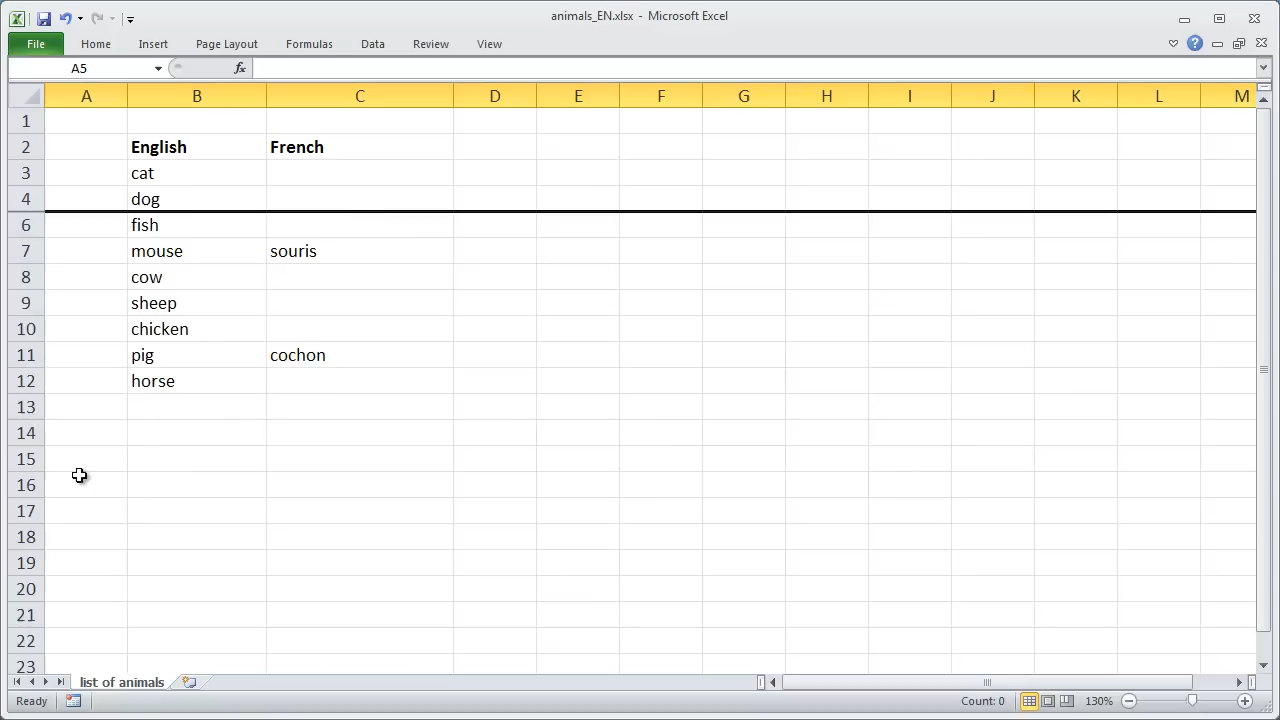 animals_EN.xlsx - Microsoft Excel
File Home Insert Page Layout Formulas Data Review View
A5 fx
A B C D E F G H I J K L M
1
2 English French
3 cat
4 dog
6 fish
7 mouse souris
8 cow
9 sheep
10 chicken
11 pig cochon
12 horse
13
14
15
16
17
18
19
20
21
22
23
list of animals
Ready Count: 0 130%